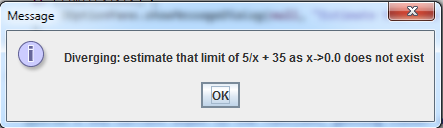 Message
Diverging: estimate that limit of 5/x + 35 as x->0.0 does not exist
OK